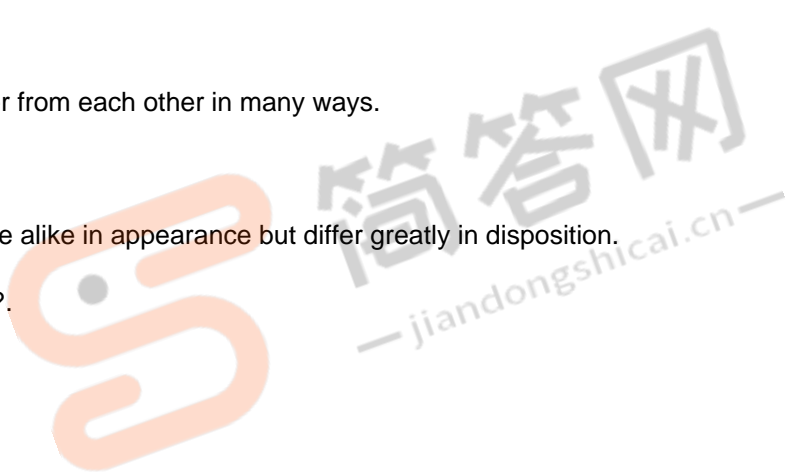 r from each other in many ways.
简答网
e alike in appearance but differ greatly in disposition.
?.
jiandongshicai.cn